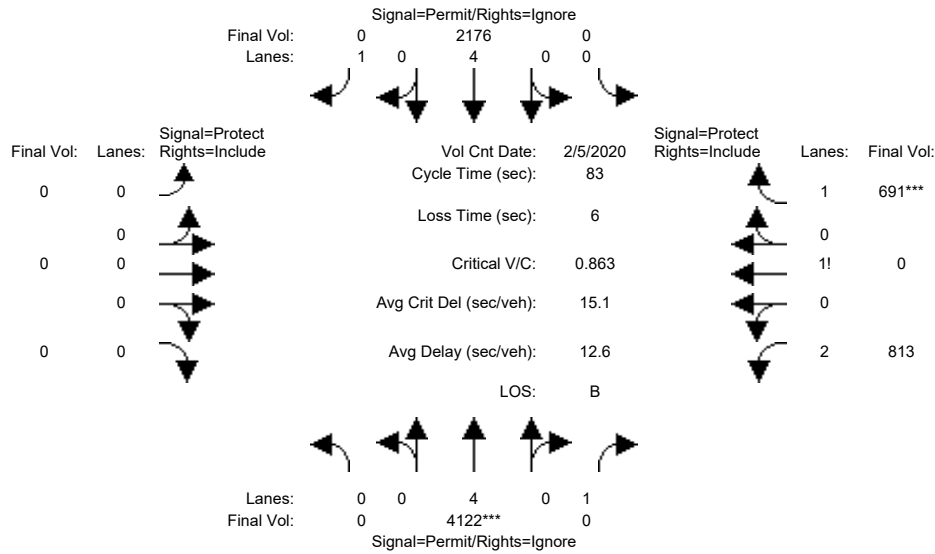 Signal=Permit/Rights=Ignore
Final Vol: 0 2176 0
Lanes: 1 0 4 0 0
Signal=Protect
Final Vol: Lanes: Rights=Include
Vol Cnt Date: 2/5/2020
Signal=Protect
Rights=Include Lanes: Final Vol:
Cycle Time (sec): 83
0 0
1 691***
Loss Time (sec): 6
0
0
0 0
Critical V/C: 0.863
1! 0
0
Avg Crit Del (sec/veh): 15.1
0
0 0
Avg Delay (sec/veh): 12.6
2 813
LOS: B
Lanes: 0 0 4 0 1
Final Vol: 0 4122*** 0
Signal=Permit/Rights=Ignore